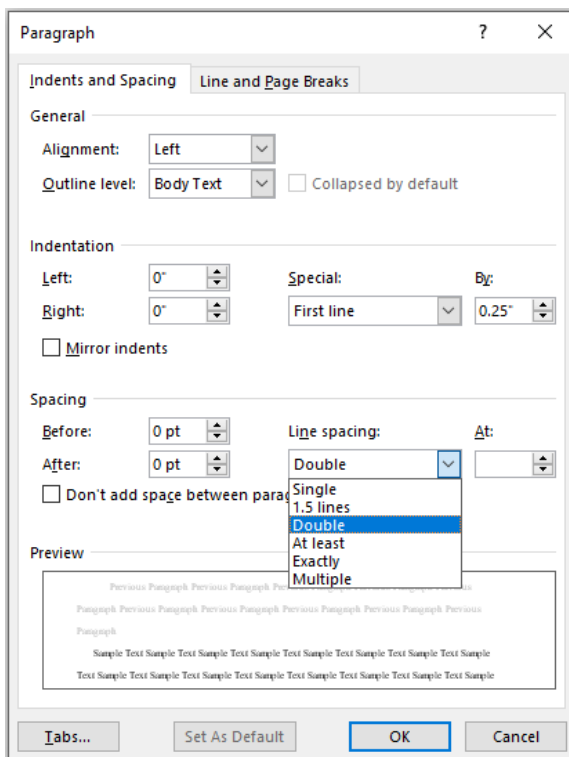 Paragraph ? ×
Indents and Spacing Line and Page Breaks
General
Alignment: Left
Outline level: Body Text Collapsed by default
Indentation
Left: 0" Special: By:
Right: 0" First line 0.25"
Mirror indents
Spacing
Before: 0 pt Line spacing: At:
After: 0 pt Double
Don't add space between parag
Single
1.5 lines
Double
At least
Exactly
Multiple
Preview
Previous Paragraph Previous Paragraph
Paragraph Previous Paragraph Previous Paragraph Previous Paragraph Previous Paragraph Previous
Paragraph
Sample Text Sample Text Sample Text Sample Text Sample Text Sample Text Sample Text Sample
Text Sample Text Sample Text Sample Text Sample Text Sample Text Sample Text Sample
Tabs... Set As Default OK Cancel